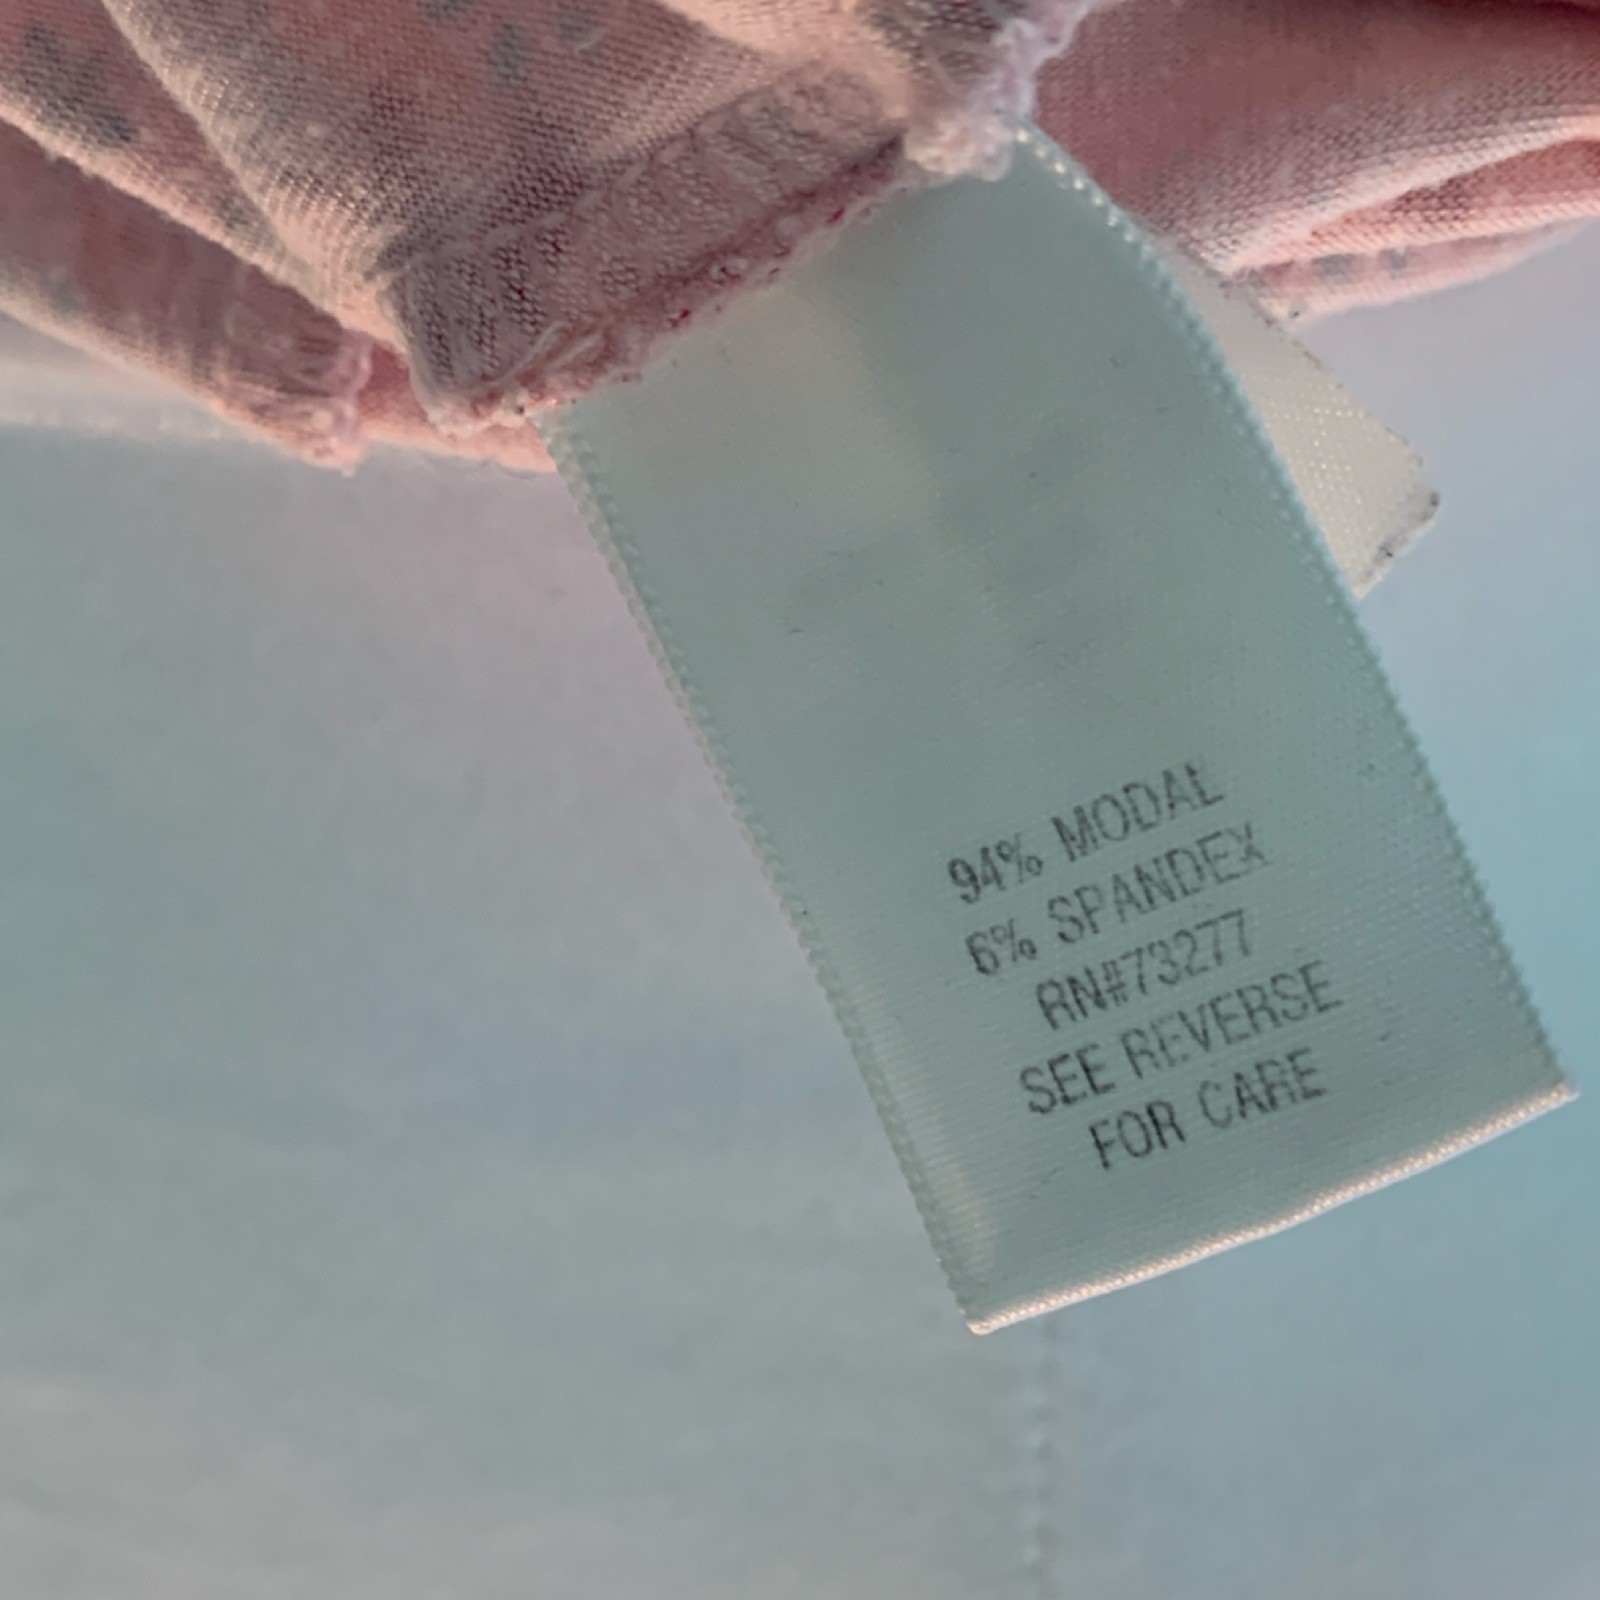 94% MODAL
6% SPANDEX
RN#73277
SEE REVERSE
FOR CARE